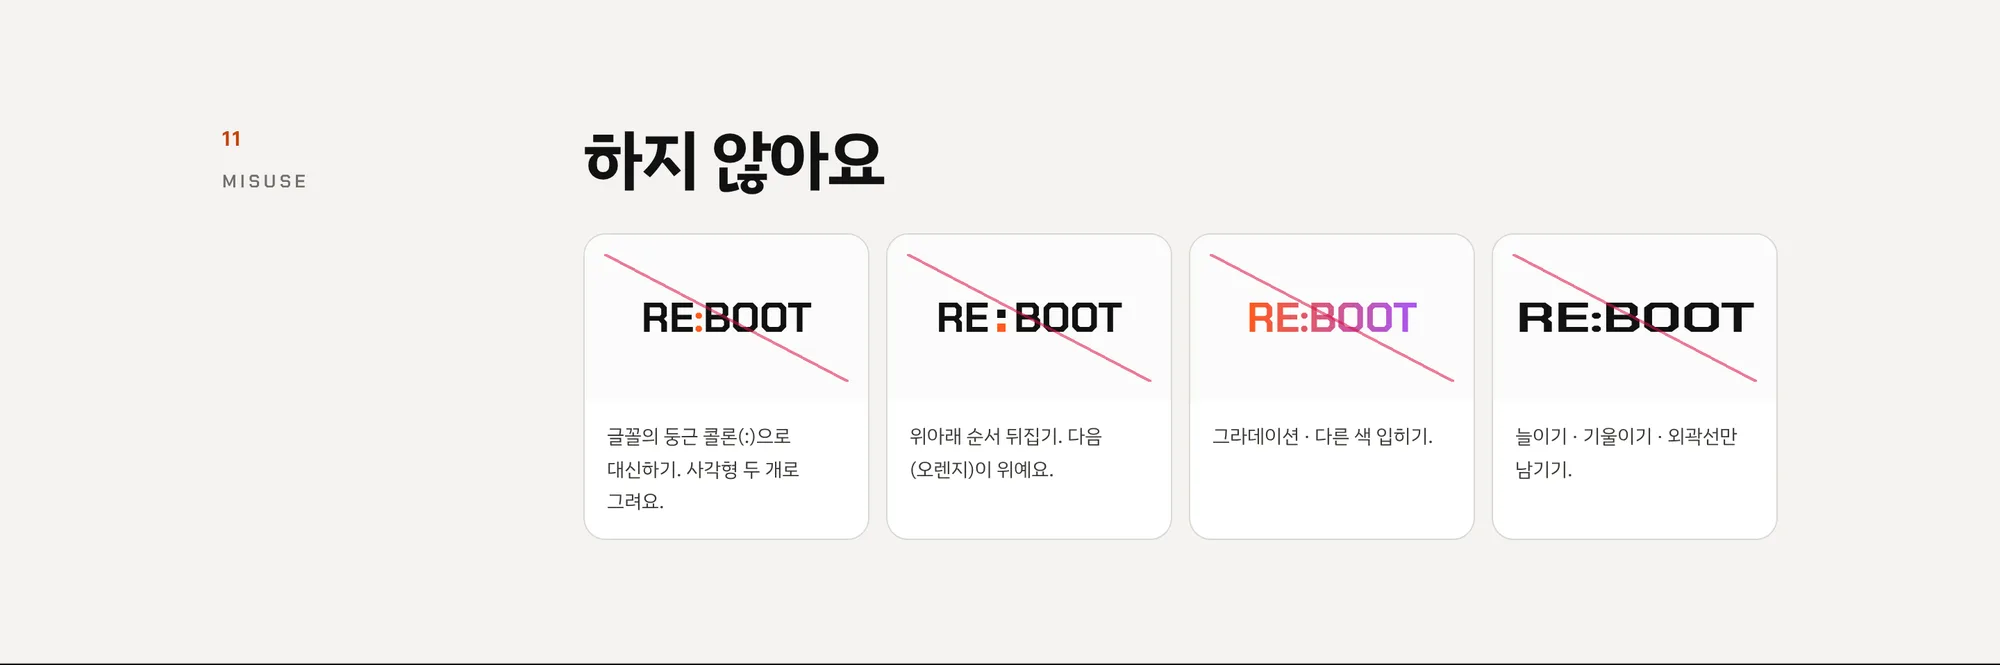 11
MISUSE
하지 않아요
RE:BOOT
글꼴의 둥근 콜론(:)으로
대신하기. 사각형 두 개로
그려요.
RE:BOOT
위아래 순서 뒤집기. 다음
(오렌지)이 위예요.
RE:BOOT
그라데이션 · 다른 색 입히기.
RE:BOOT
늘이기 · 기울이기 · 외곽선만
남기기.